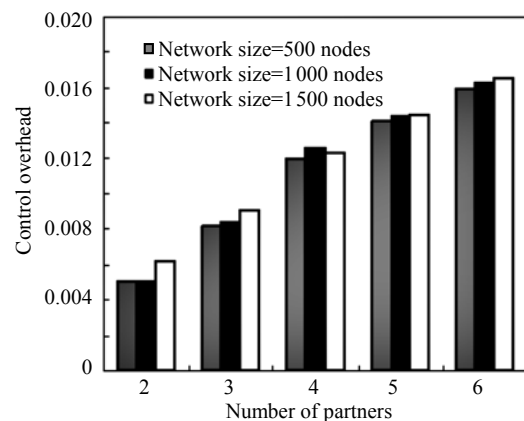 0.020
Network size=500 nodes
0.016
Network size=1 000 nodes
Network size=1 500 nodes
0.012
Control overhead
0.008
0.004
0
2 3 4 5 6
Number of partners